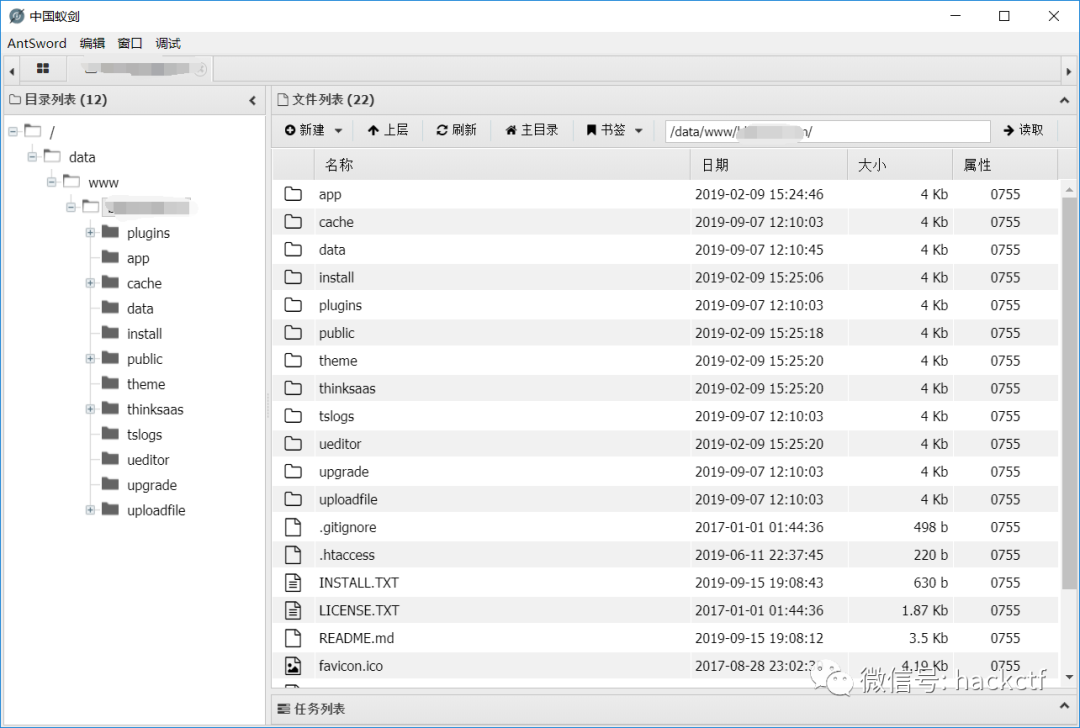 中国蚁剑
AntSword 编辑 窗口 调试
目录列表 (12)
/
data
www
plugins
app
cache
data
install
public
theme
thinksaas
tslogs
ueditor
upgrade
uploadfile
文件列表 (22)
新建 上层 刷新 主目录 书签 /data/www/ / 读取
名称 日期 大小 属性
app 2019-02-09 15:24:46 4 Kb 0755
cache 2019-09-07 12:10:03 4 Kb 0755
data 2019-09-07 12:10:45 4 Kb 0755
install 2019-02-09 15:25:06 4 Kb 0755
plugins 2019-09-07 12:10:03 4 Kb 0755
public 2019-02-09 15:25:18 4 Kb 0755
theme 2019-02-09 15:25:20 4 Kb 0755
thinksaas 2019-02-09 15:25:20 4 Kb 0755
tslogs 2019-09-07 12:10:03 4 Kb 0755
ueditor 2019-02-09 15:25:20 4 Kb 0755
upgrade 2019-09-07 12:10:03 4 Kb 0755
uploadfile 2019-09-07 12:10:03 4 Kb 0755
.gitignore 2017-01-01 01:44:36 498 b 0755
.htaccess 2019-06-11 22:37:45 220 b 0755
INSTALL.TXT 2019-09-15 19:08:43 630 b 0755
LICENSE.TXT 2017-01-01 01:44:36 1.87 Kb 0755
README.md 2019-09-15 19:08:12 3.5 Kb 0755
favicon.ico 2017-08-28 4.19 Kb 0755
微信号: hackctf
任务列表